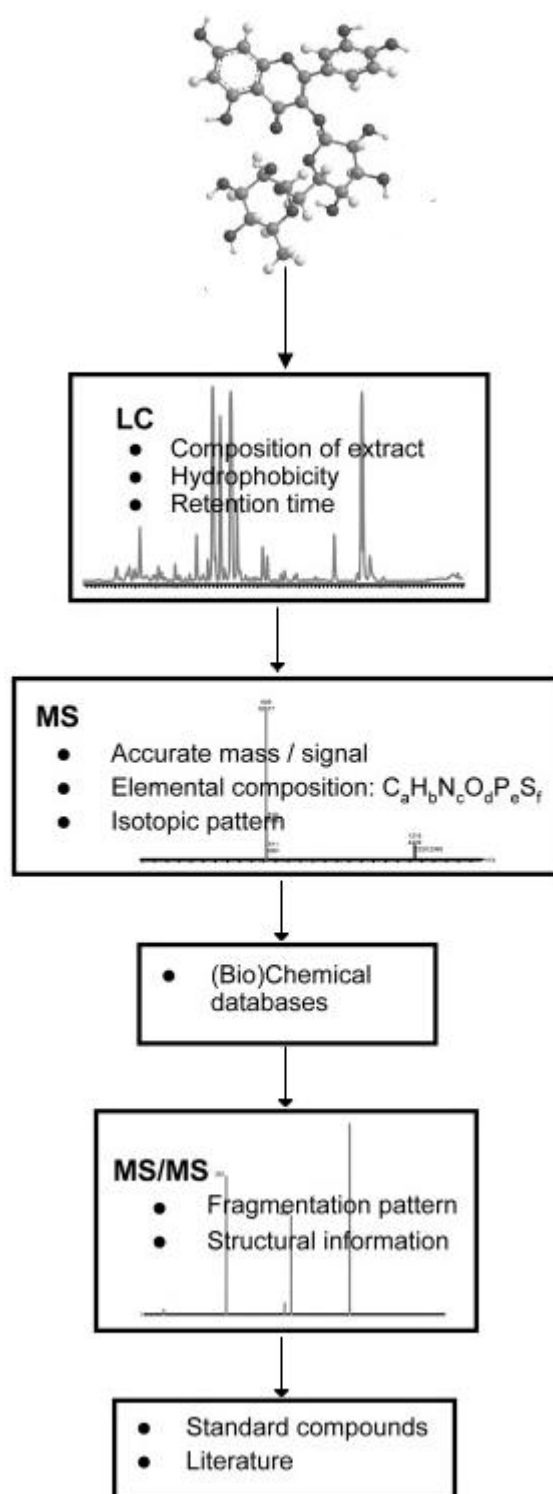 LC
● Composition of extract
● Hydrophobicity
● Retention time
MS
● Accurate mass / signal
● Elemental composition: CₐH_bN_cO_dPₑS_f
● Isotopic pattern
● (Bio)Chemical
databases
MS/MS
● Fragmentation pattern
● Structural information
● Standard compounds
● Literature